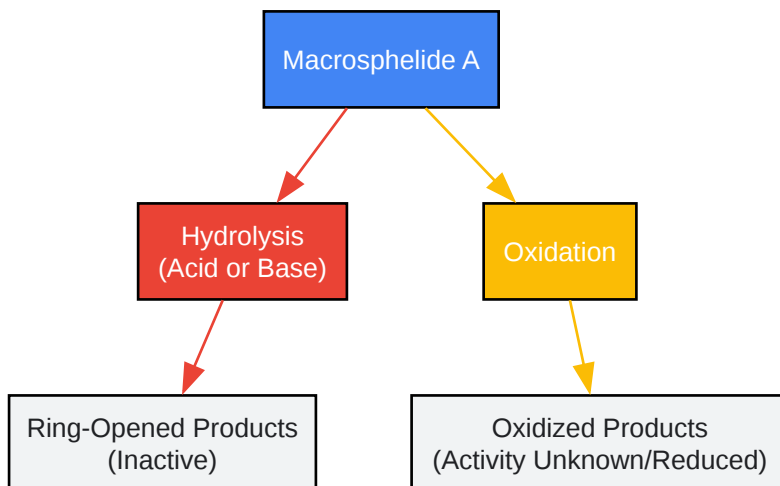 Macrosphelide A
Hydrolysis
(Acid or Base)
Oxidation
Ring-Opened Products
(Inactive)
Oxidized Products
(Activity Unknown/Reduced)